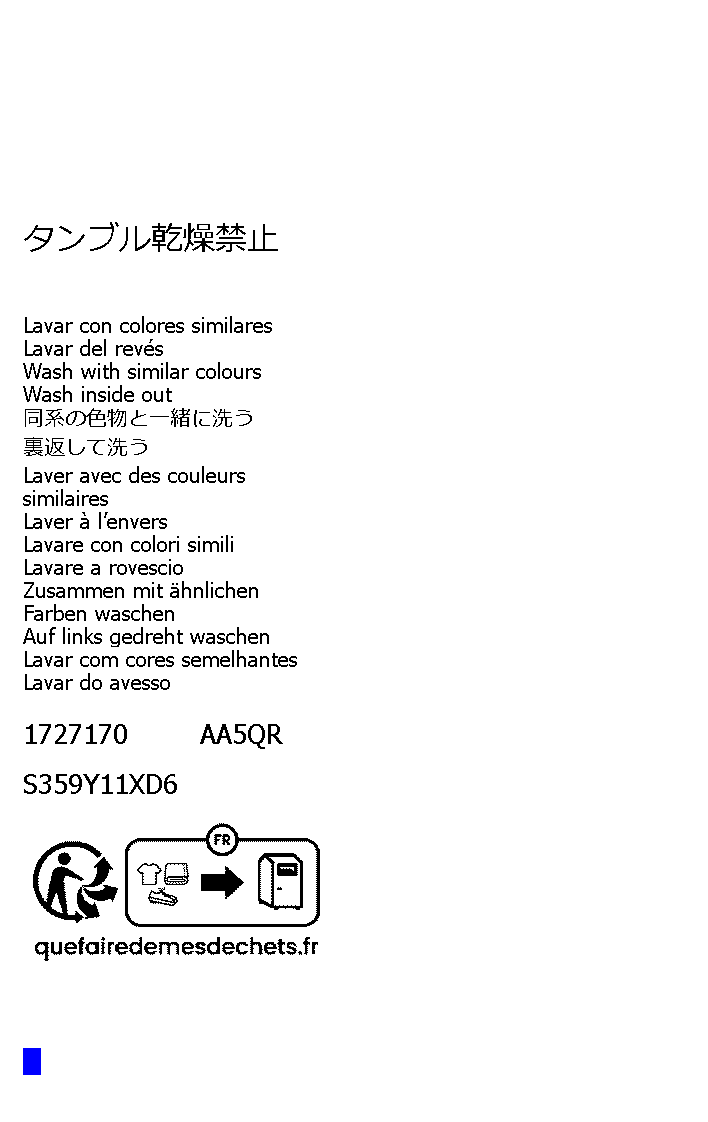 タンブル乾燥禁止
Lavar con colores similares
Lavar del revés
Wash with similar colours
Wash inside out
同系の色物と一緒に洗う
裏返して洗う
Laver avec des couleurs
similaires
Laver à l'envers
Lavare con colori simili
Lavare a rovescio
Zusammen mit ähnlichen
Farben waschen
Auf links gedreht waschen
Lavar com cores semelhantes
Lavar do avesso
1727170 AA5QR
S359Y11XD6
FR
quefairedemesdechets.fr